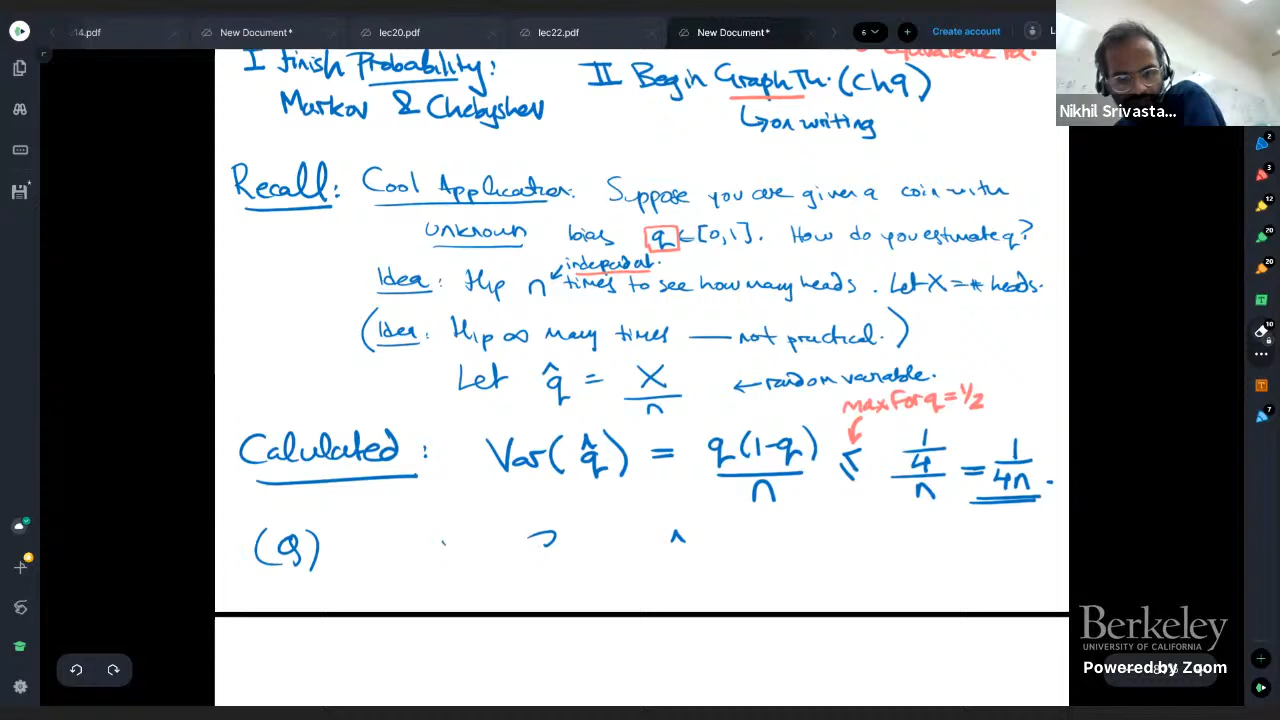 14.pdf
New Document*
lec20.pdf
lec22.pdf
New Document*
6
Create account
I Finish Probability:
Markov & Chebyshev
II Begin Graph Th. (Ch9)
↳ on writing
Nikhil Srivasta...
Recall: Cool Application. Suppose you are given a coin with
unknown bias q ∈ [0,1]. How do you estimate q?
independent.
Idea: Flip n times to see how many heads. Let X = # heads.
(Idea: Flip ∞ many times — not practical.)
Let q̂ = X/n ← random variable.
max for q = 1/2
Calculated: Var(q̂) = q(1-q)/n ≤ 1/4/n = 1/4n.
(Q)
Berkeley
UNIVERSITY OF CALIFORNIA
Powered by Zoom